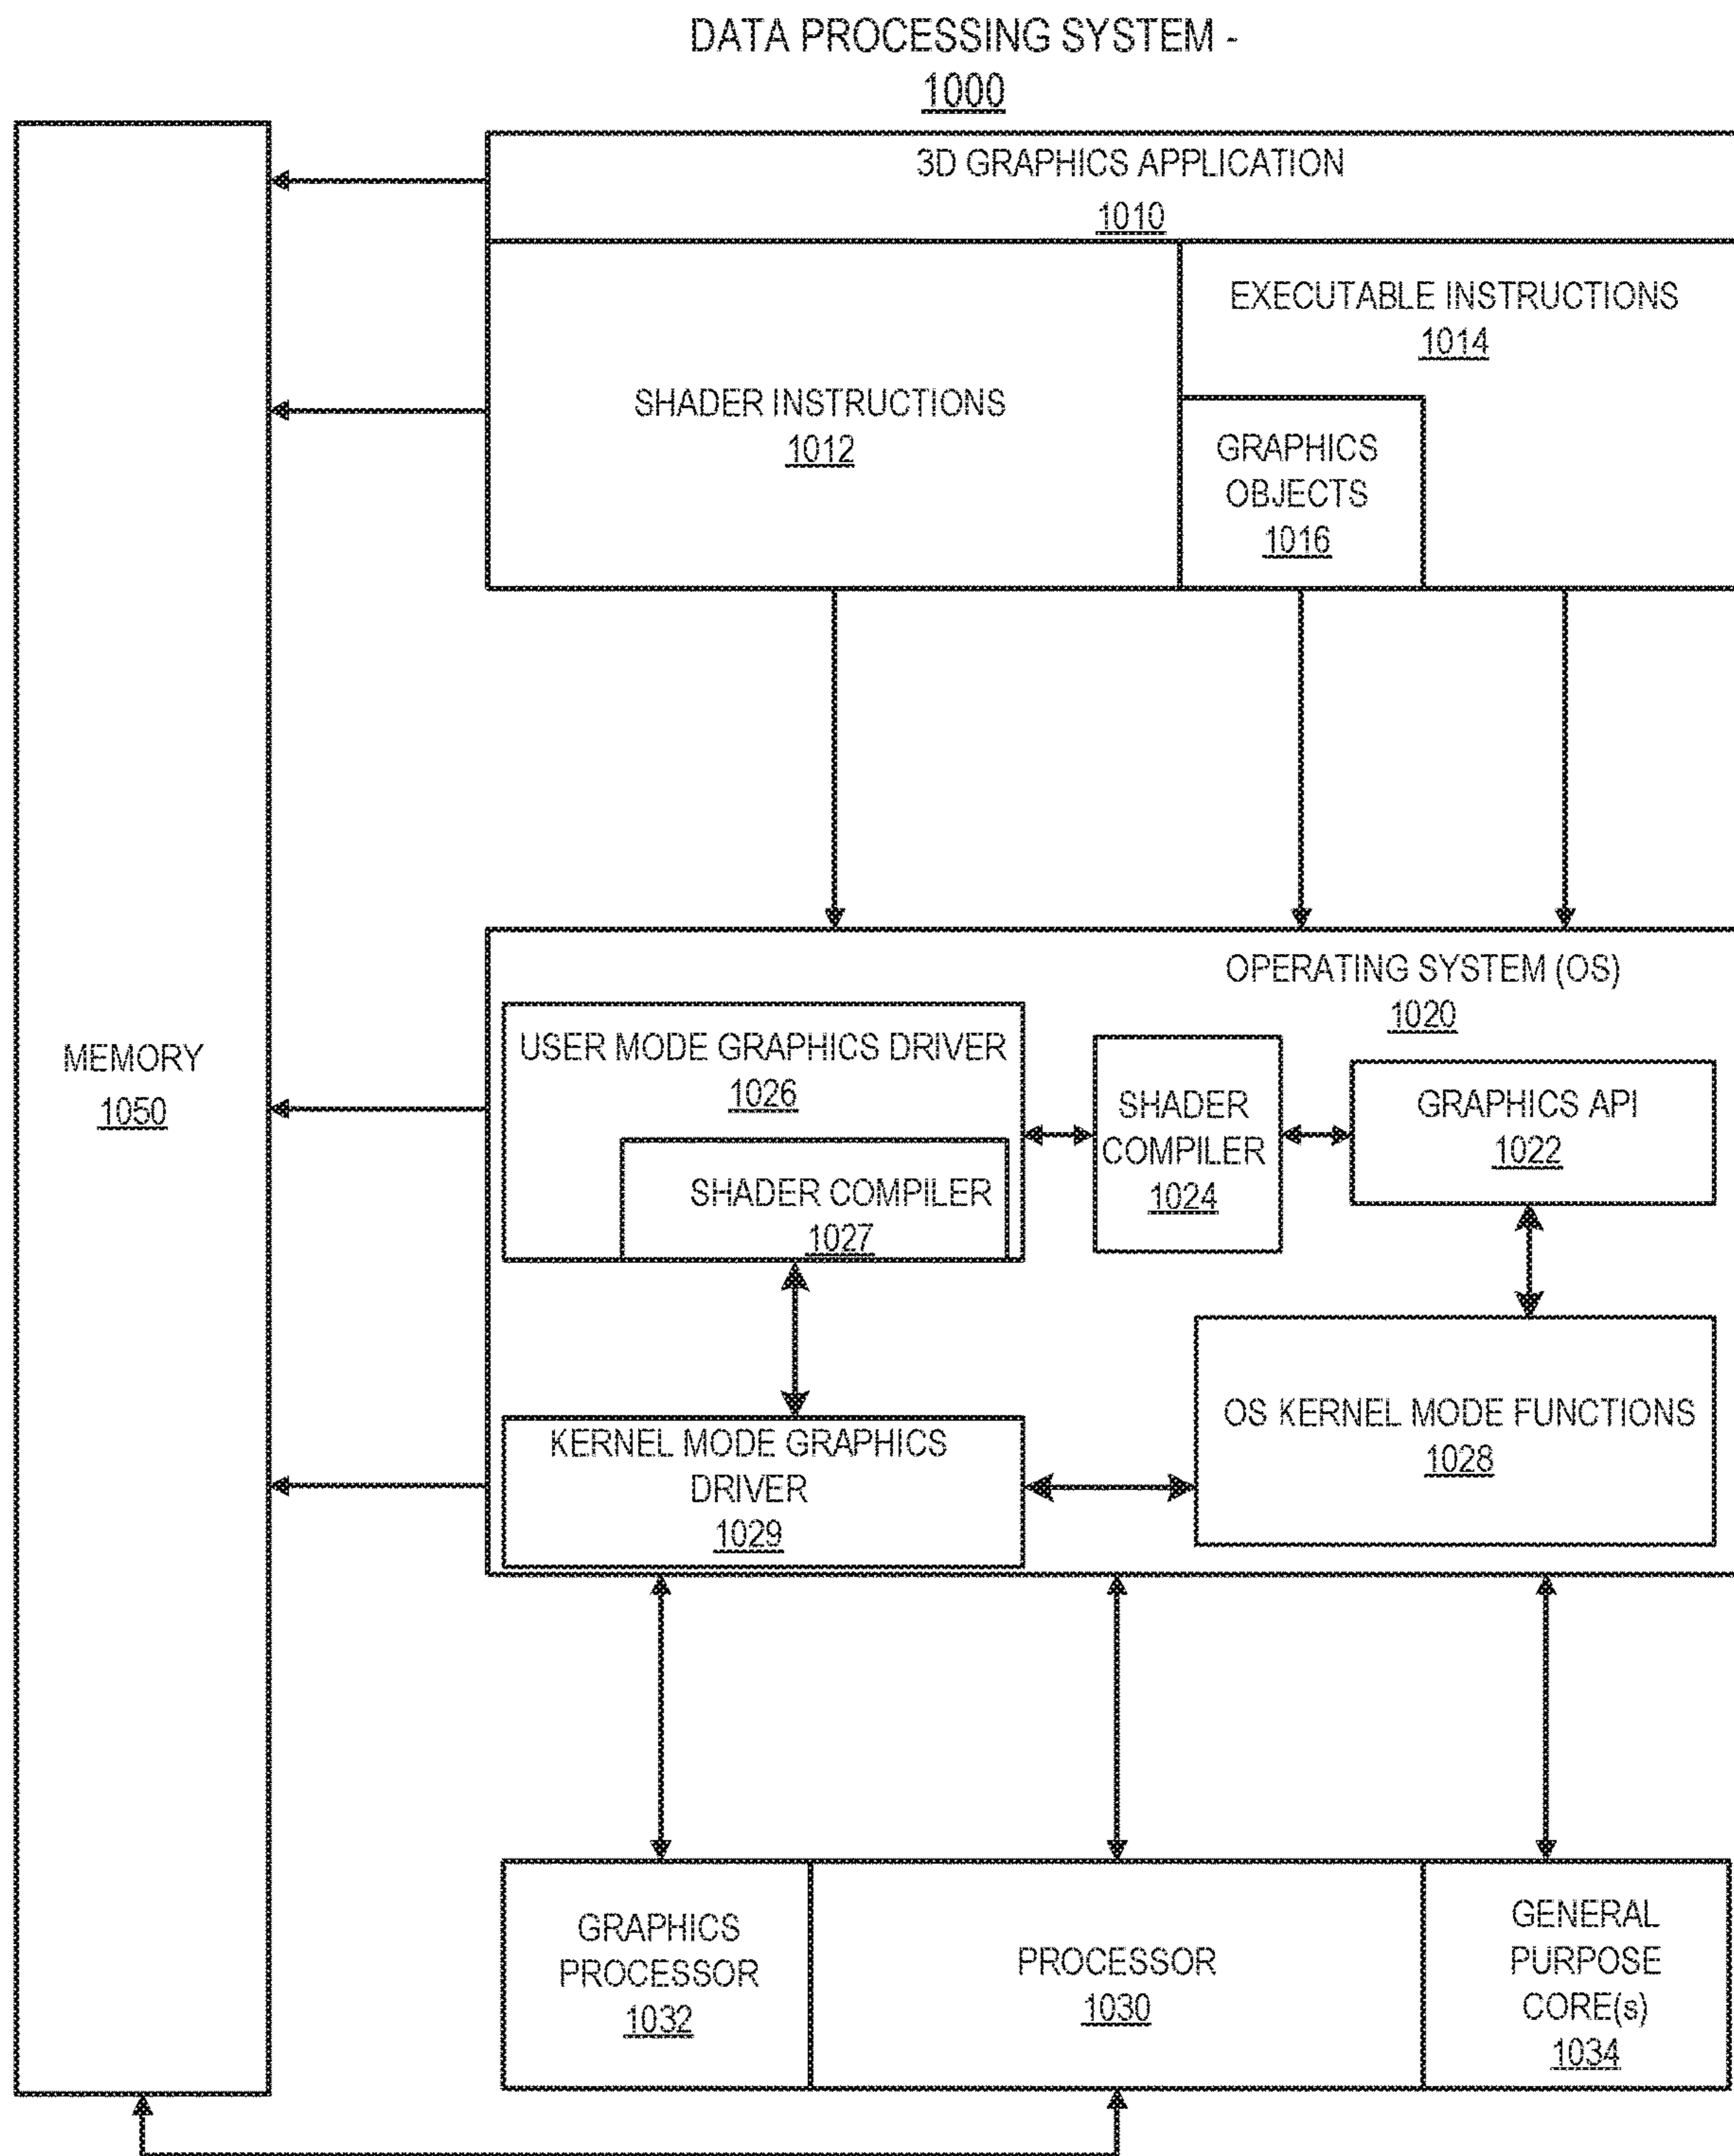 DATA PROCESSING SYSTEM -
1000
3D GRAPHICS APPLICATION
1010
EXECUTABLE INSTRUCTIONS
1014
SHADER INSTRUCTIONS
1012
GRAPHICS
OBJECTS
1016
OPERATING SYSTEM (OS)
1020
MEMORY
1050
USER MODE GRAPHICS DRIVER
1026
SHADER COMPILER
1027
SHADER
COMPILER
1024
GRAPHICS API
1022
KERNEL MODE GRAPHICS
DRIVER
1029
OS KERNEL MODE FUNCTIONS
1028
GRAPHICS
PROCESSOR
1032
PROCESSOR
1030
GENERAL
PURPOSE
CORE(s)
1034